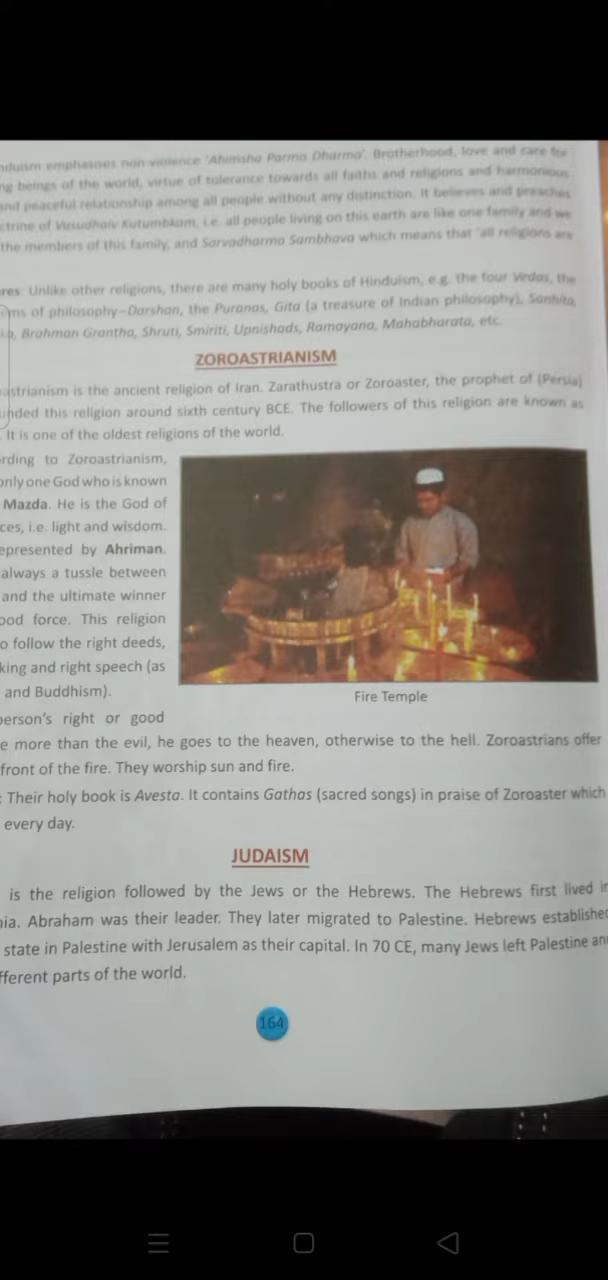 nduism emphasises non-violence 'Ahimsha Parmo Dharma'. Brotherhood, love and care for
ng beings of the world, virtue of tolerance towards all faiths and religions and harmonious
and peaceful relationship among all people without any distinction. It believes and preaches
ctrine of Vasudhaiv Kutumbkam, i.e. all people living on this earth are like one family and we
the members of this family, and Sarvadharma Sambhava which means that 'all religions are
res: Unlike other religions, there are many holy books of Hinduism, e.g. the four Vedas, the
ms of philosophy–Darshan, the Puranas, Gita (a treasure of Indian philosophy), Sanhita,
Brahman Grantha, Shruti, Smiriti, Upnishads, Ramayana, Mahabharata, etc.
ZOROASTRIANISM
oastrianism is the ancient religion of Iran. Zarathustra or Zoroaster, the prophet of (Persia)
unded this religion around sixth century BCE. The followers of this religion are known as
. It is one of the oldest religions of the world.
rding to Zoroastrianism,
only one God who is known
Mazda. He is the God of
ces, i.e. light and wisdom.
epresented by Ahriman.
always a tussle between
and the ultimate winner
ood force. This religion
o follow the right deeds,
king and right speech (as
and Buddhism).
Fire Temple
person's right or good
e more than the evil, he goes to the heaven, otherwise to the hell. Zoroastrians offer
front of the fire. They worship sun and fire.
: Their holy book is Avesta. It contains Gathas (sacred songs) in praise of Zoroaster which
every day.
JUDAISM
is the religion followed by the Jews or the Hebrews. The Hebrews first lived in
nia. Abraham was their leader. They later migrated to Palestine. Hebrews established
state in Palestine with Jerusalem as their capital. In 70 CE, many Jews left Palestine and
fferent parts of the world.
164